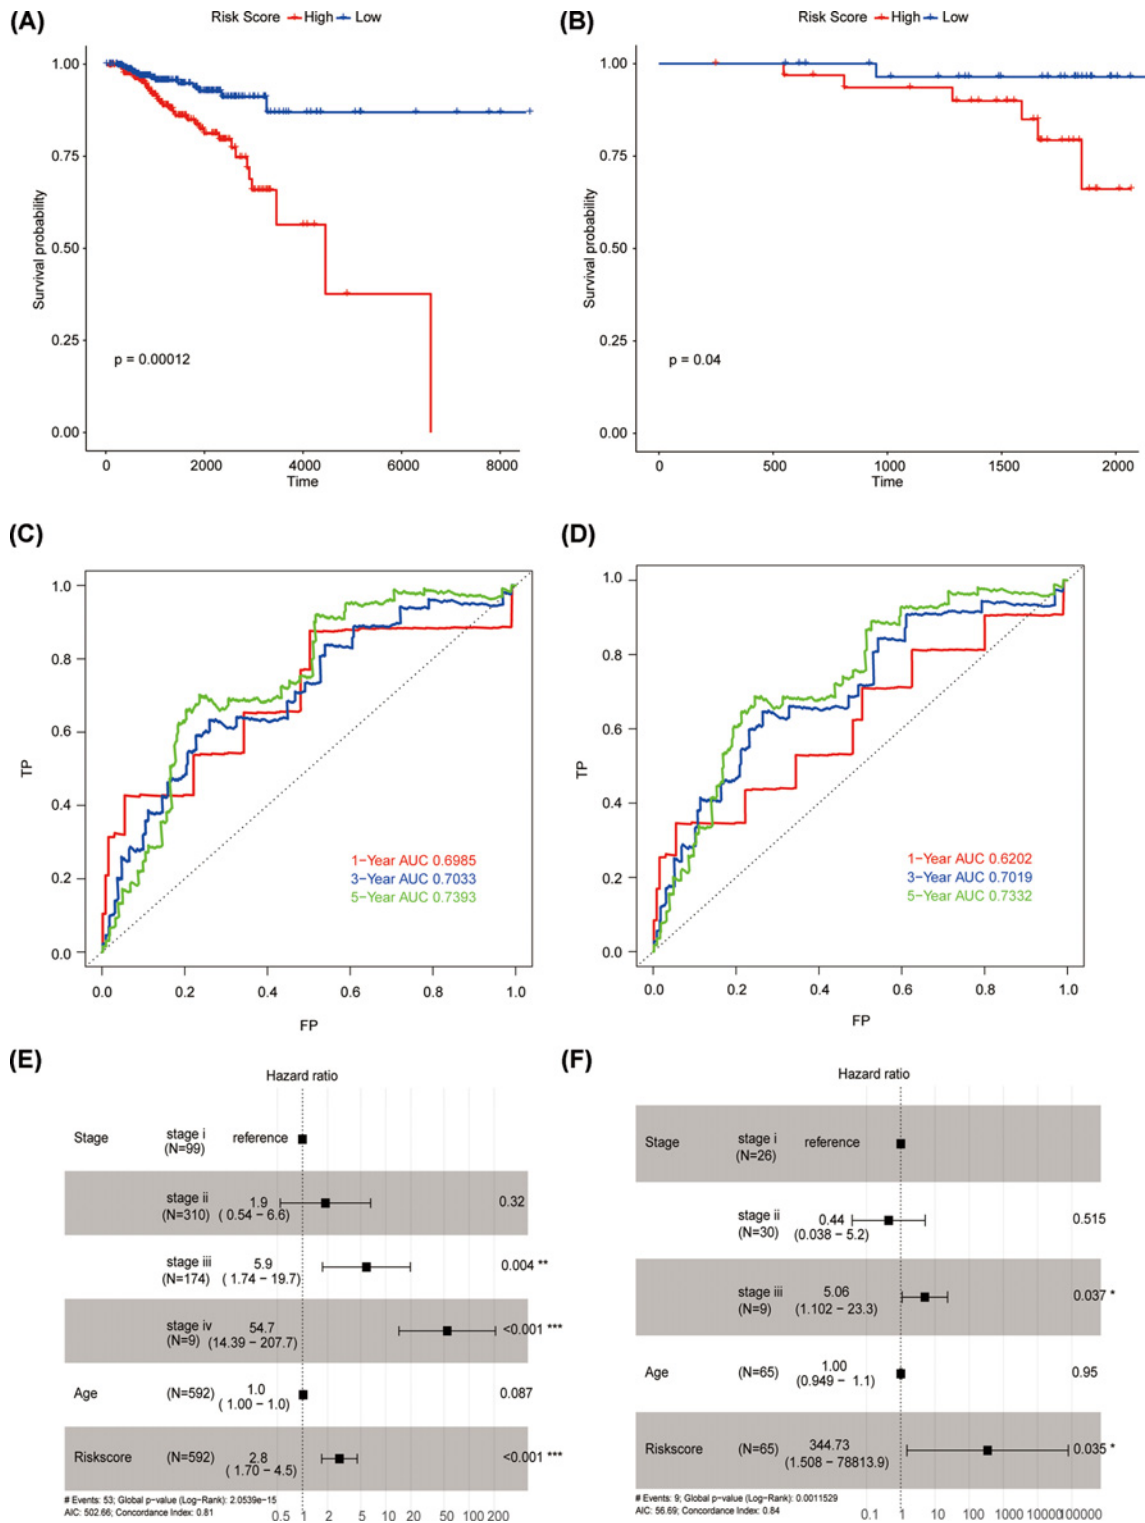 (A)
Risk Score High Low
1.00
0.75
0.50
0.25
0.00
Survival probability
p = 0.00012
0 2000 4000 6000 8000
Time
(B)
Risk Score High Low
1.00
0.75
0.50
0.25
0.00
Survival probability
p = 0.04
0 500 1000 1500 2000
Time
(C)
1.0
0.8
0.6
0.4
0.2
0.0
TP
1-Year AUC 0.6985
3-Year AUC 0.7033
5-Year AUC 0.7393
0.0 0.2 0.4 0.6 0.8 1.0
FP
(D)
1.0
0.8
0.6
0.4
0.2
0.0
TP
1-Year AUC 0.6202
3-Year AUC 0.7019
5-Year AUC 0.7332
0.0 0.2 0.4 0.6 0.8 1.0
FP
(E)
Hazard ratio
Stage stage i reference
(N=99)
stage ii 1.9 0.32
(N=310) ( 0.54 − 6.6)
stage iii 5.9 0.004 **
(N=174) ( 1.74 − 19.7)
stage iv 54.7 <0.001 ***
(N=9) (14.39 − 207.7)
Age (N=592) 1.0 0.087
( 1.00 − 1.0)
Riskscore (N=592) 2.8 <0.001 ***
( 1.70 − 4.5)
# Events: 53; Global p−value (Log−Rank): 2.0539e−15
AIC: 502.66; Concordance Index: 0.81
0.5 1 2 5 10 20 50 100 200
(F)
Hazard ratio
Stage stage i reference
(N=26)
stage ii 0.44 0.515
(N=30) (0.038 − 5.2)
stage iii 5.06 0.037 *
(N=9) (1.102 − 23.3)
Age (N=65) 1.00 0.95
(0.949 − 1.1)
Riskscore (N=65) 344.73 0.035 *
(1.508 − 78813.9)
# Events: 9; Global p−value (Log−Rank): 0.0011529
AIC: 56.69; Concordance Index: 0.84
0.1 1 10 100 1000 10000 100000